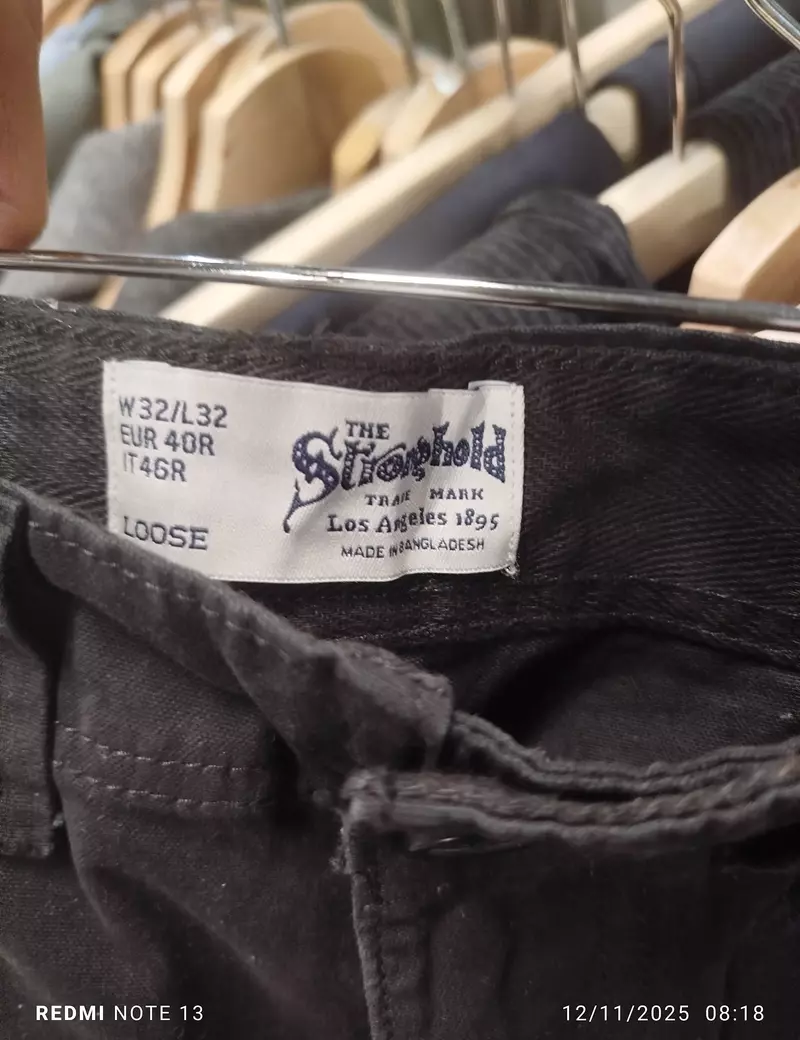 W32/L32
EUR 40R
IT46R
LOOSE
THE
Stronghold
TRADE MARK
Los Angeles 1895
MADE IN BANGLADESH
REDMI NOTE 13
12/11/2025 08:18